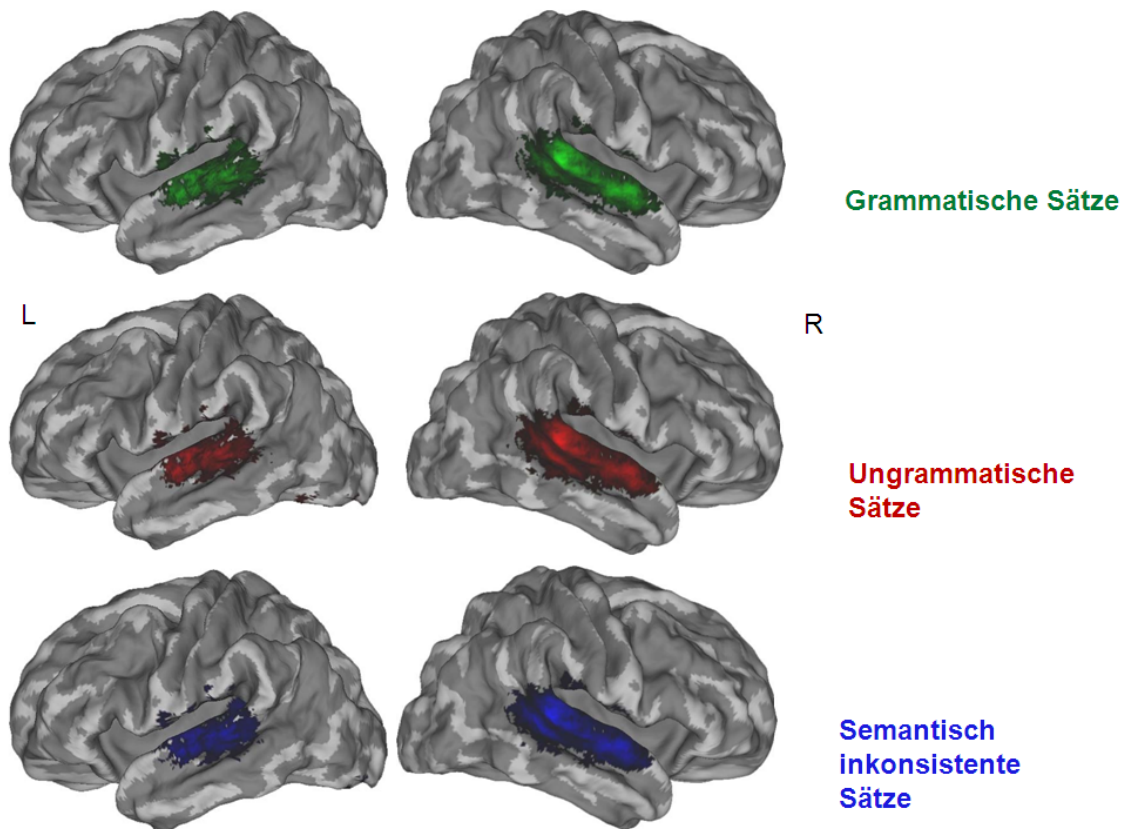 Grammatische Sätze
L
R
Ungrammatische
Sätze
Semantisch
inkonsistente
Sätze